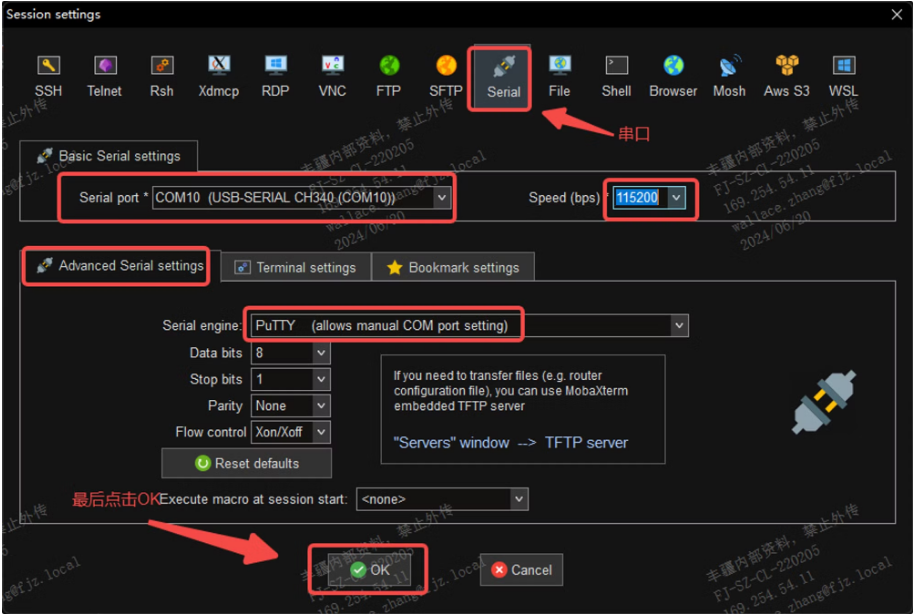 Session settings
SSH Telnet Rsh Xdmcp RDP VNC FTP SFTP Serial File Shell Browser Mosh Aws S3 WSL
串口
Basic Serial settings
Serial port * COM10 (USB-SERIAL CH340 (COM10)) Speed (bps) * 115200
Advanced Serial settings Terminal settings Bookmark settings
Serial engine: PuTTY (allows manual COM port setting)
Data bits 8
Stop bits 1
Parity None
Flow control Xon/Xoff
Reset defaults
If you need to transfer files (e.g. router
configuration file), you can use MobaXterm
embedded TFTP server
"Servers" window --> TFTP server
最后点击OK
Execute macro at session start: <none>
OK Cancel
丰疆内部资料，禁止外传
FJ-SZ-CL-220205
169.254.54.11
wallace.zhang@fjz.local
2024/06/20